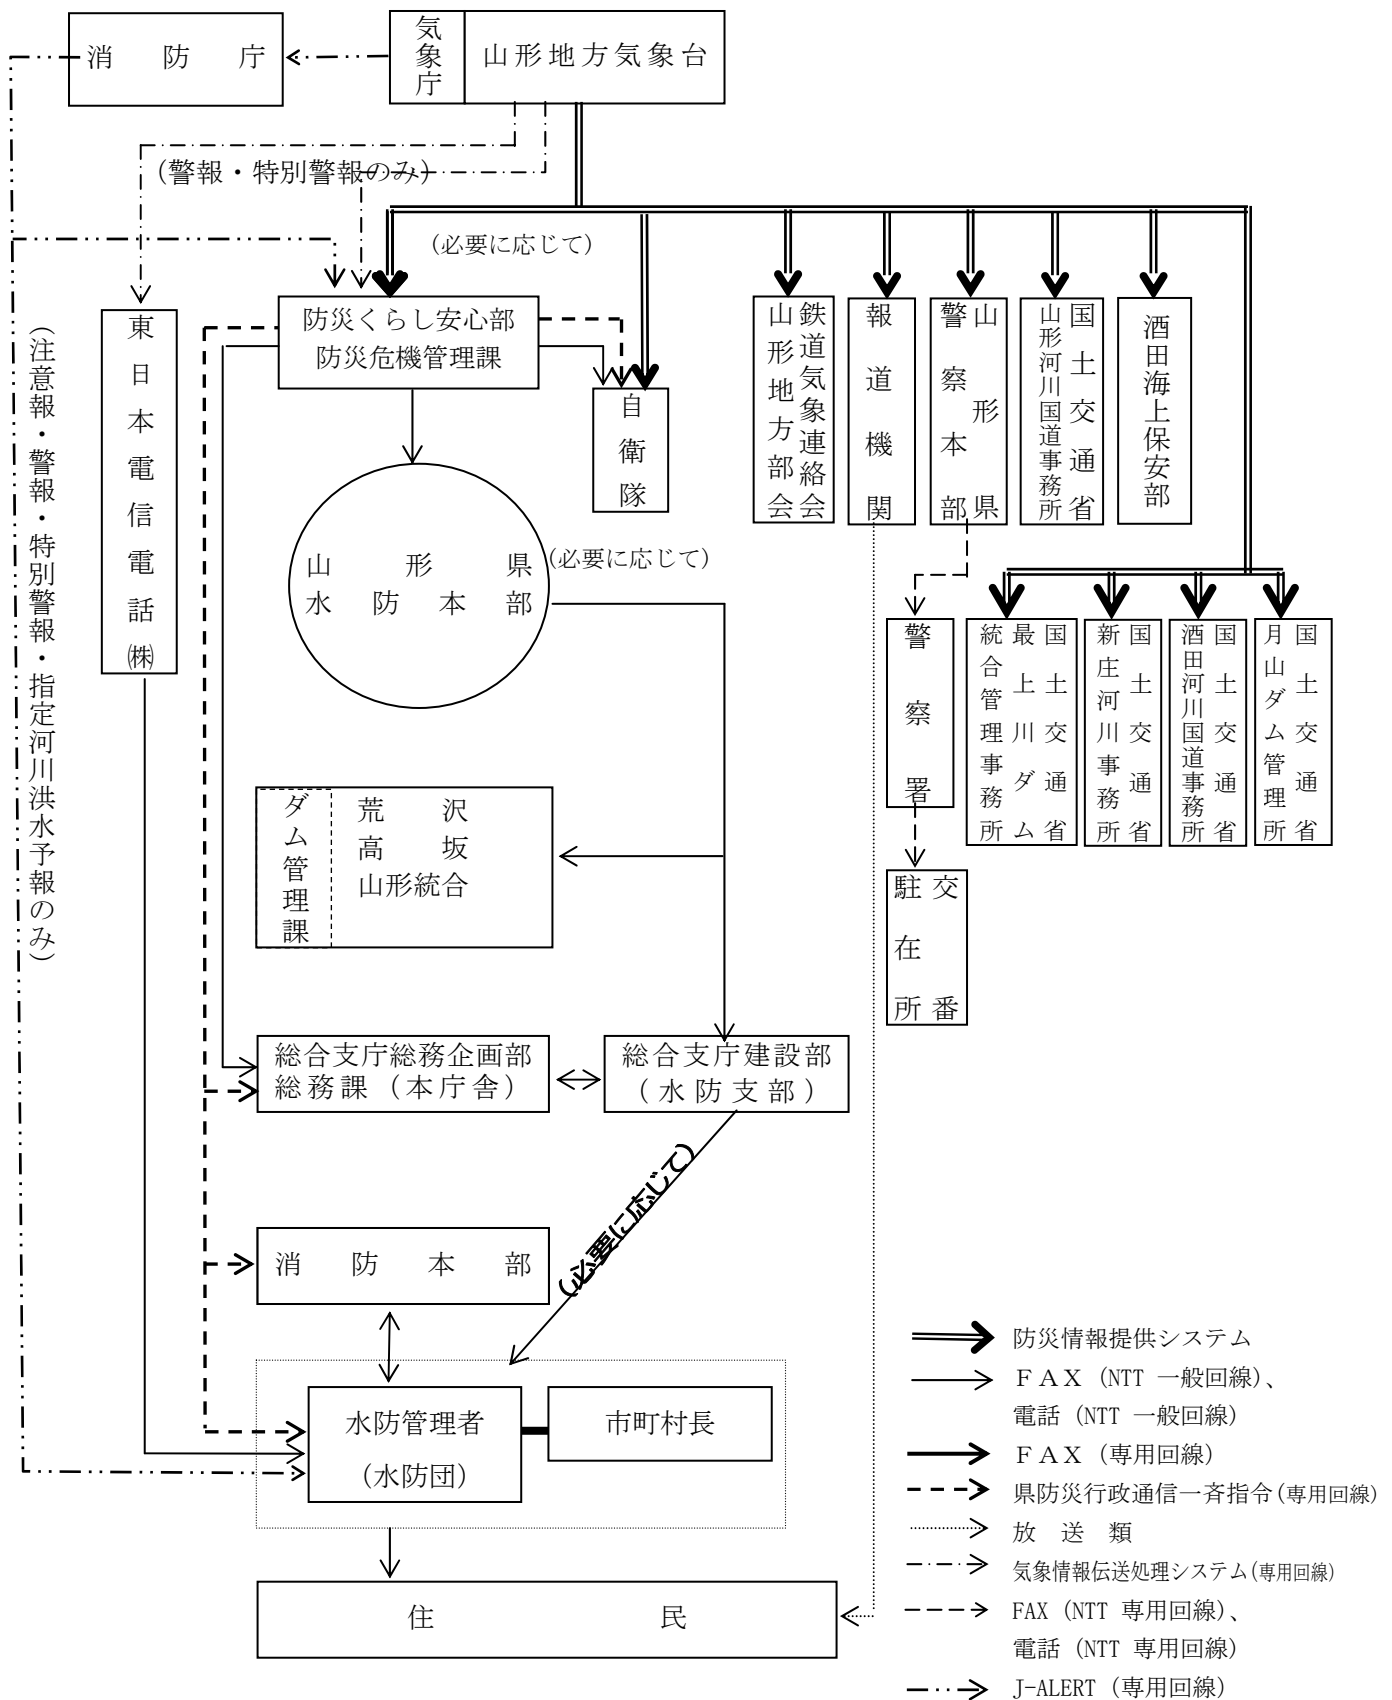 消防庁
気象庁
山形地方気象台
(警報・特別警報のみ)
(必要に応じて)
防災くらし安心部
防災危機管理課
東日本電信電話㈱
(注意報・警報・特別警報・指定河川洪水予報のみ)
自衛隊
鉄道気象連絡会
山形地方部会
報道機関
山形県
警察本部
国土交通省
山形河川国道事務所
酒田海上保安部
山形県
水防本部
(必要に応じて)
警察署
国土交通省
最上川ダム
統合管理事務所
国土交通省
新庄河川事務所
国土交通省
酒田河川国道事務所
国土交通省
月山ダム管理所
ダム管理課
荒沢
高坂
山形統合
交番
駐在所
総合支庁総務企画部
総務課(本庁舎)
総合支庁建設部
(水防支部)
(必要に応じて)
消防本部
水防管理者
(水防団)
市町村長
住民
防災情報提供システム
FAX (NTT 一般回線)、
電話 (NTT 一般回線)
FAX (専用回線)
県防災行政通信一斉指令(専用回線)
放送類
気象情報伝送処理システム(専用回線)
FAX (NTT 専用回線)、
電話 (NTT 専用回線)
J-ALERT (専用回線)